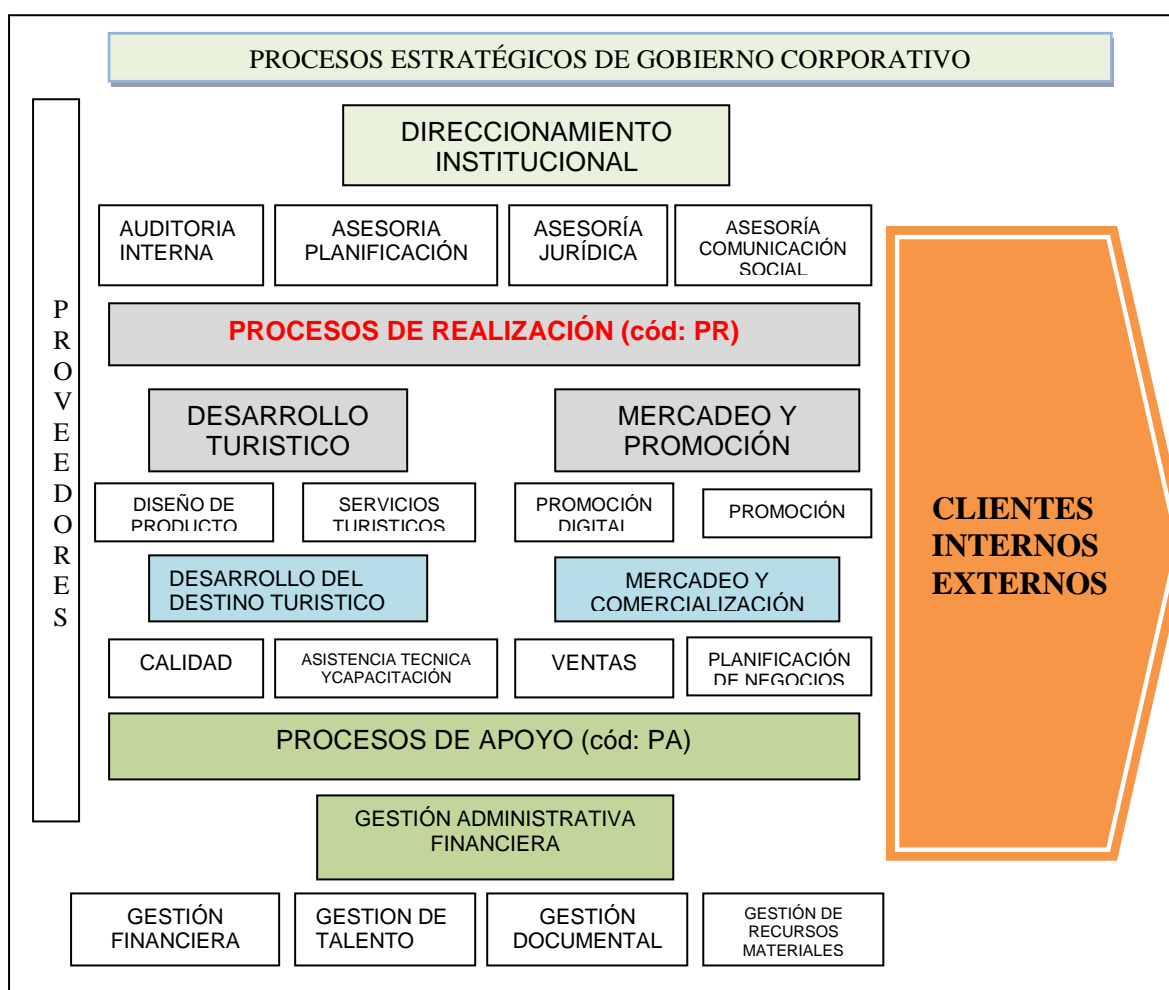 PROCESOS ESTRATÉGICOS DE GOBIERNO CORPORATIVO
PROVEEDORES
DIRECCIONAMIENTO
INSTITUCIONAL
AUDITORIA
INTERNA
ASESORIA
PLANIFICACIÓN
ASESORÍA
JURÍDICA
ASESORÍA
COMUNICACIÓN
SOCIAL
PROCESOS DE REALIZACIÓN (cód: PR)
DESARROLLO
TURISTICO
MERCADEO Y
PROMOCIÓN
DISEÑO DE
PRODUCTO
SERVICIOS
TURISTICOS
PROMOCIÓN
DIGITAL
PROMOCIÓN
DESARROLLO DEL
DESTINO TURISTICO
MERCADEO Y
COMERCIALIZACIÓN
CALIDAD
ASISTENCIA TECNICA
YCAPACITACIÓN
VENTAS
PLANIFICACIÓN
DE NEGOCIOS
PROCESOS DE APOYO (cód: PA)
GESTIÓN ADMINISTRATIVA
FINANCIERA
GESTIÓN
FINANCIERA
GESTION DE
TALENTO
GESTIÓN
DOCUMENTAL
GESTIÓN DE
RECURSOS
MATERIALES
CLIENTES
INTERNOS
EXTERNOS